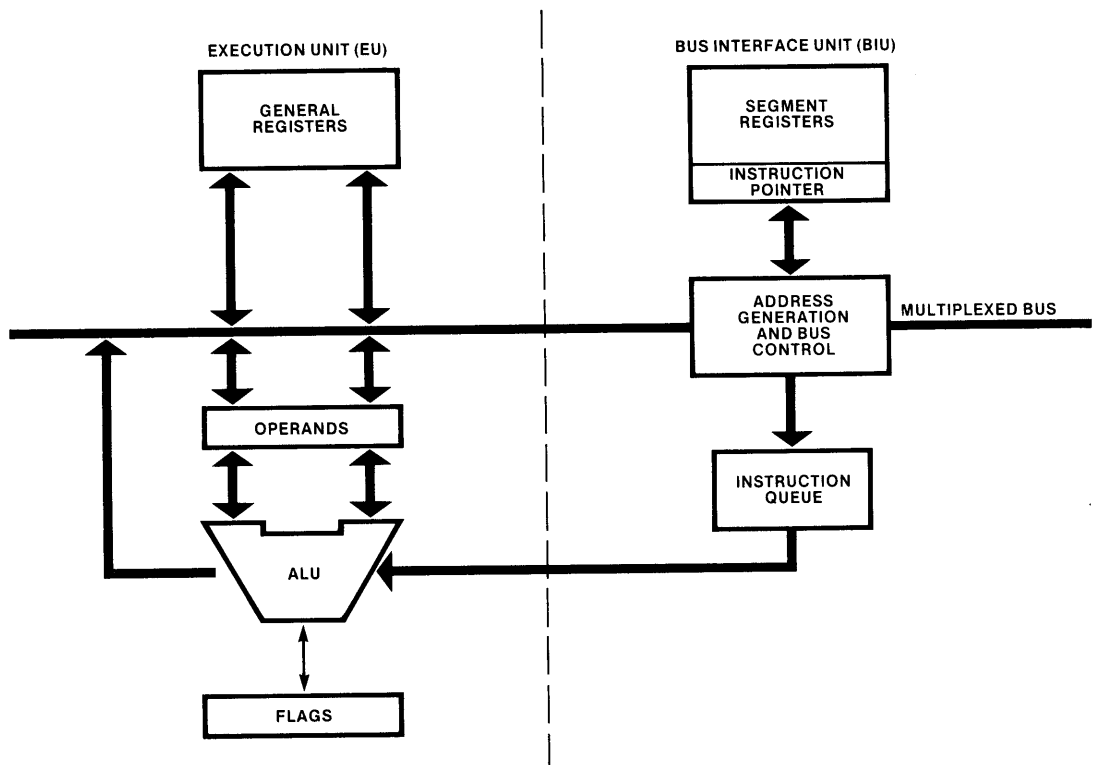 EXECUTION UNIT (EU)
GENERAL
REGISTERS
OPERANDS
ALU
FLAGS
BUS INTERFACE UNIT (BIU)
SEGMENT
REGISTERS
INSTRUCTION
POINTER
ADDRESS
GENERATION
AND BUS
CONTROL
MULTIPLEXED BUS
INSTRUCTION
QUEUE